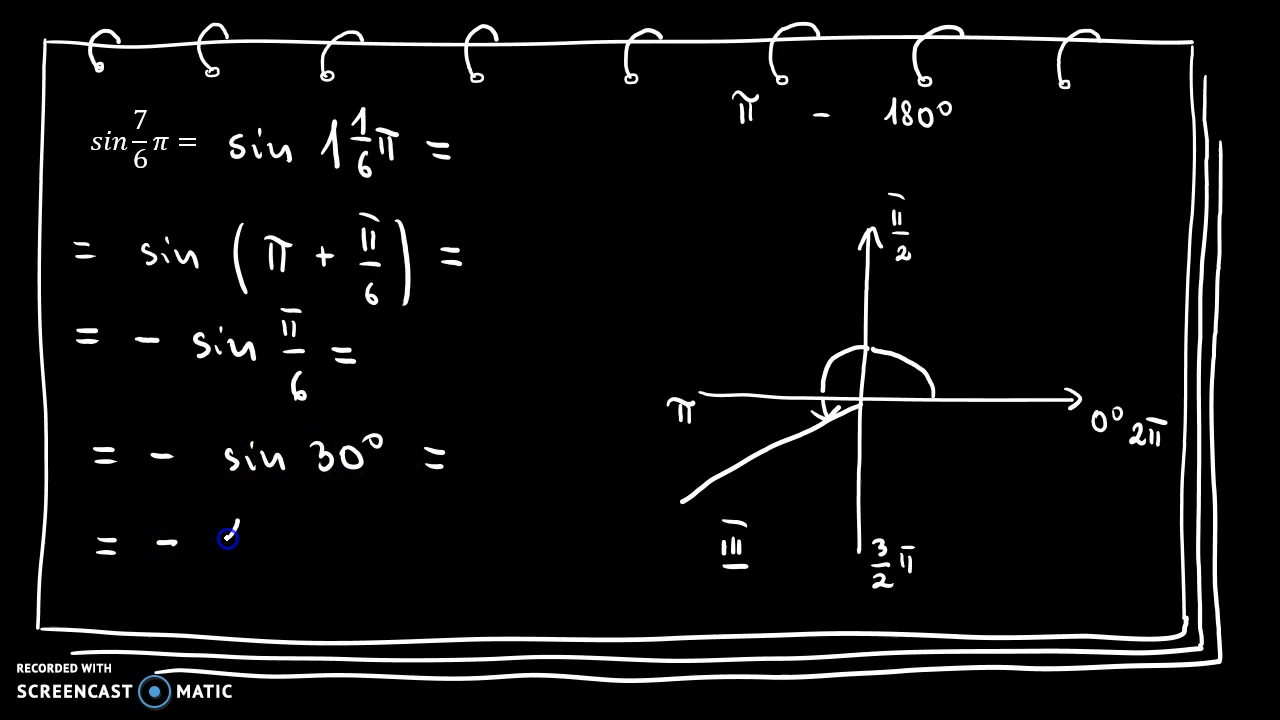 sin 7/6 π = sin 1 1/6 π =
= sin ( π + π/6 ) =
= - sin π/6 =
= - sin 30° =
= -
π - 180°
π/2
π
0° 2π
III
3/2 π
RECORDED WITH
SCREENCAST MATIC